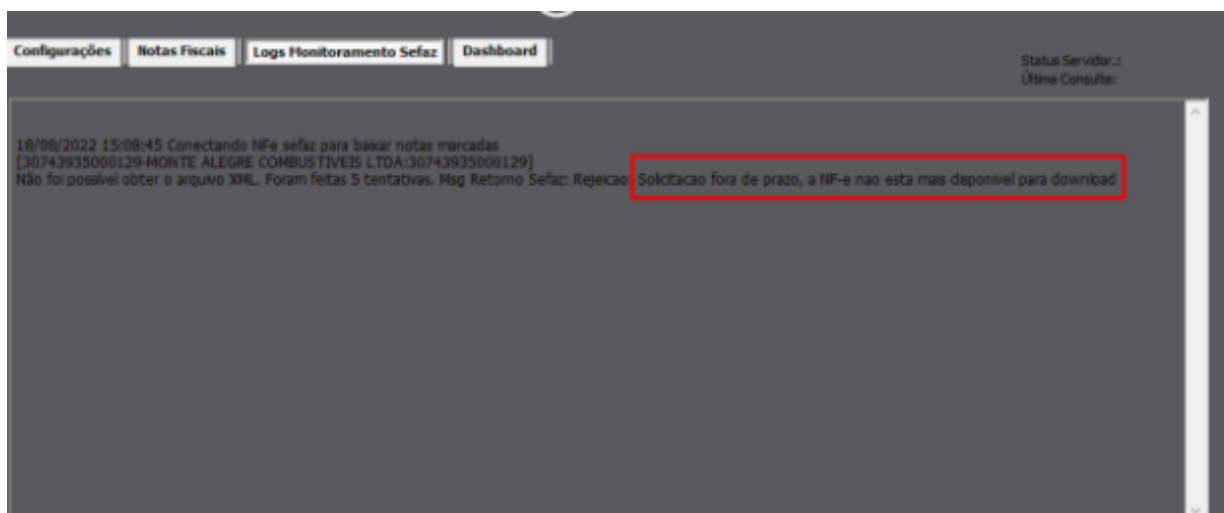 Configurações Notas Fiscais Logs Monitoramento Sefaz Dashboard
Status Servidor..:
Última Consulta:
18/08/2022 15:08:45 Conectando NFe sefaz para baixar notas marcadas
[30743935000129-MONTE ALEGRE COMBUSTIVEIS LTDA:30743935000129]
Não foi possível obter o arquivo XML. Foram feitas 5 tentativas. Msg Retorno Sefaz: Rejeicao: Solicitacao fora de prazo, a NF-e nao esta mais disponivel para download